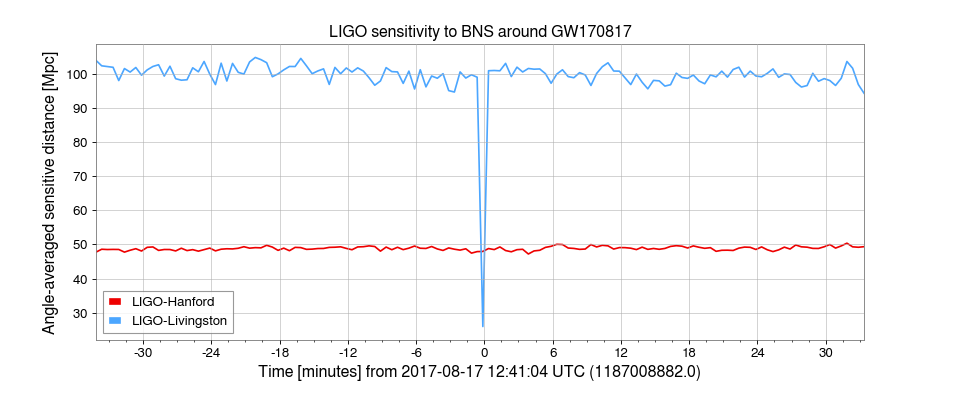 LIGO sensitivity to BNS around GW170817
Angle-averaged sensitive distance [Mpc]
100
90
80
70
60
50
40
30
LIGO-Hanford
LIGO-Livingston
-30 -24 -18 -12 -6 0 6 12 18 24 30
Time [minutes] from 2017-08-17 12:41:04 UTC (1187008882.0)